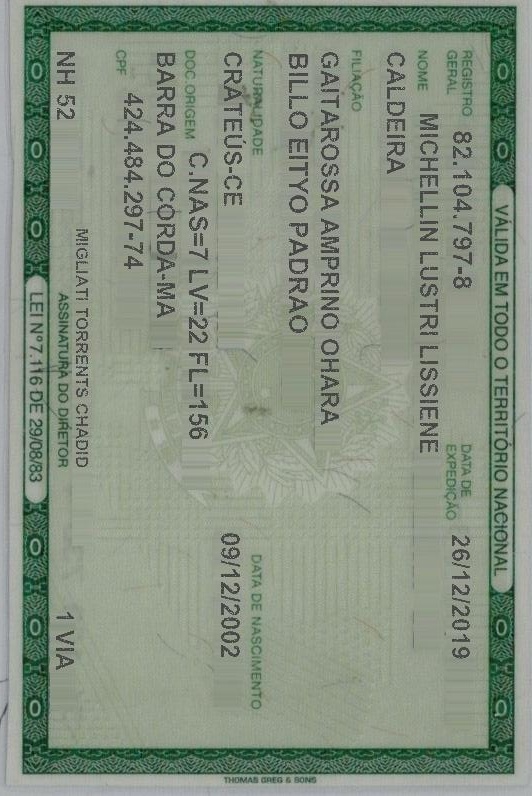 VÁLIDA EM TODO O TERRITÓRIO NACIONAL
REGISTRO GERAL 82.104.797-8 DATA DE EXPEDIÇÃO 26/12/2019
NOME MICHELLIN LUSTRI LISSIENE
CALDEIRA
FILIAÇÃO
GAITAROSSA AMPRINO OHARA
BILLO EITYO PADRAO
NATURALIDADE DATA DE NASCIMENTO
CRATEÚS-CE 09/12/2002
DOC ORIGEM C.NAS=7 LV=22 FL=156
BARRA DO CORDA-MA
CPF 424.484.297-74
MIGLIATI TORRENTS CHADID
NH 52 ASSINATURA DO DIRETOR 1 VIA
LEI Nº 7.116 DE 29/08/83
THOMAS GREG & SONS